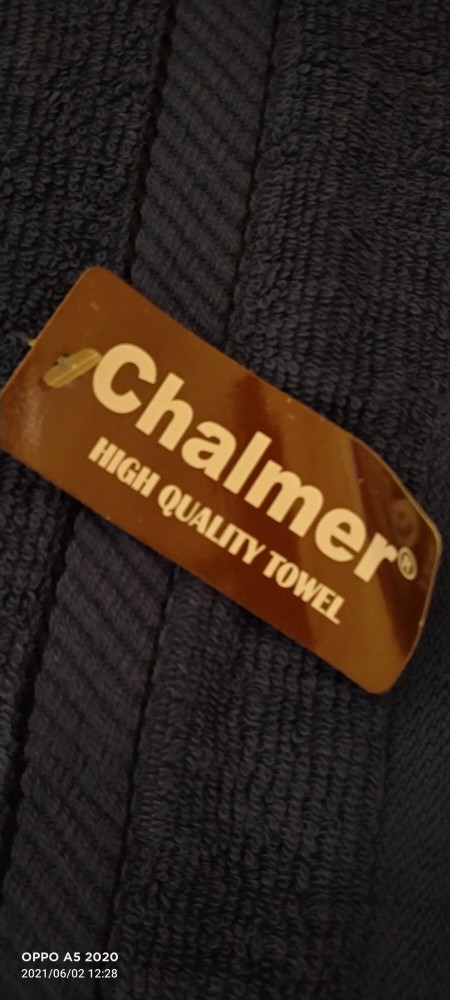 Chalmer®
HIGH QUALITY TOWEL
OPPO A5 2020
2021/06/02 12:28